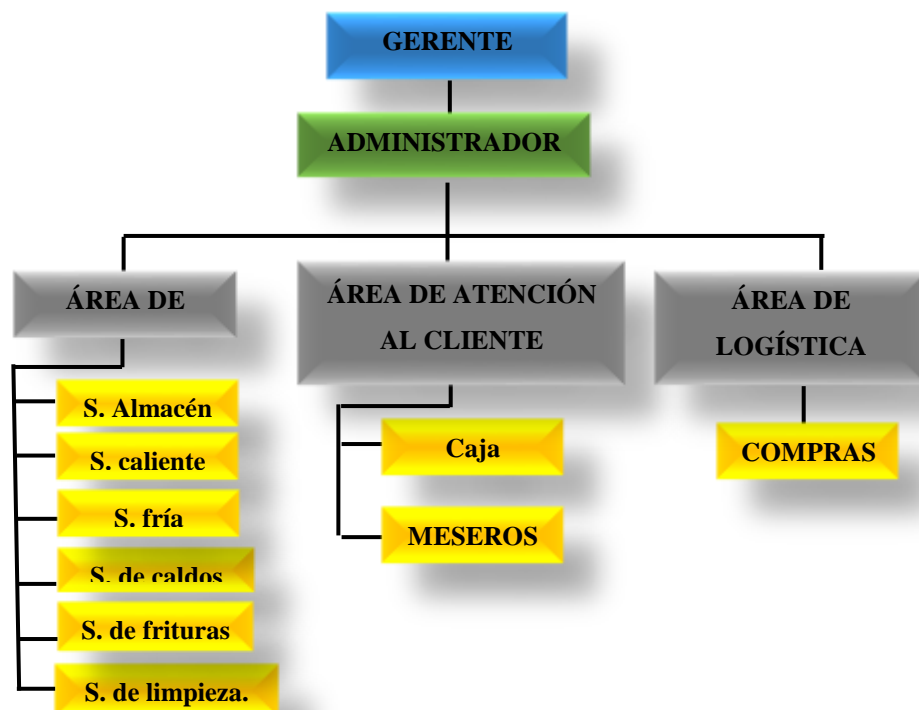 GERENTE
ADMINISTRADOR
ÁREA DE
S. Almacén
S. caliente
S. fría
S. de caldos
S. de frituras
S. de limpieza.
ÁREA DE ATENCIÓN
AL CLIENTE
Caja
MESEROS
ÁREA DE
LOGÍSTICA
COMPRAS